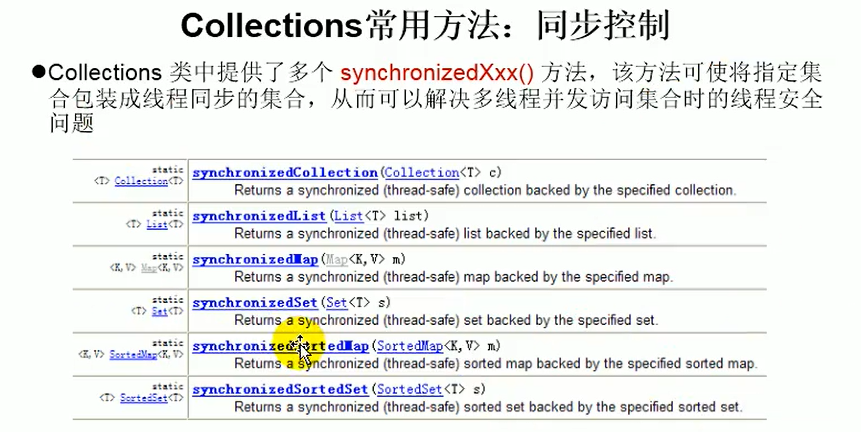 Collections常用方法：同步控制
●Collections 类中提供了多个 synchronizedXxx() 方法，该方法可使将指定集
合包装成线程同步的集合，从而可以解决多线程并发访问集合时的线程安全
问题
static
<T> Collection<T>
synchronizedCollection(Collection<T> c)
Returns a synchronized (thread-safe) collection backed by the specified collection.
static
<T> List<T>
synchronizedList(List<T> list)
Returns a synchronized (thread-safe) list backed by the specified list.
static
<K,V> Map<K,V>
synchronizedMap(Map<K,V> m)
Returns a synchronized (thread-safe) map backed by the specified map.
static
<T> Set<T>
synchronizedSet(Set<T> s)
Returns a synchronized (thread-safe) set backed by the specified set.
static
<K,V> SortedMap<K,V>
synchronizedSortedMap(SortedMap<K,V> m)
Returns a synchronized (thread-safe) sorted map backed by the specified sorted map.
static
<T> SortedSet<T>
synchronizedSortedSet(SortedSet<T> s)
Returns a synchronized (thread-safe) sorted set backed by the specified sorted set.